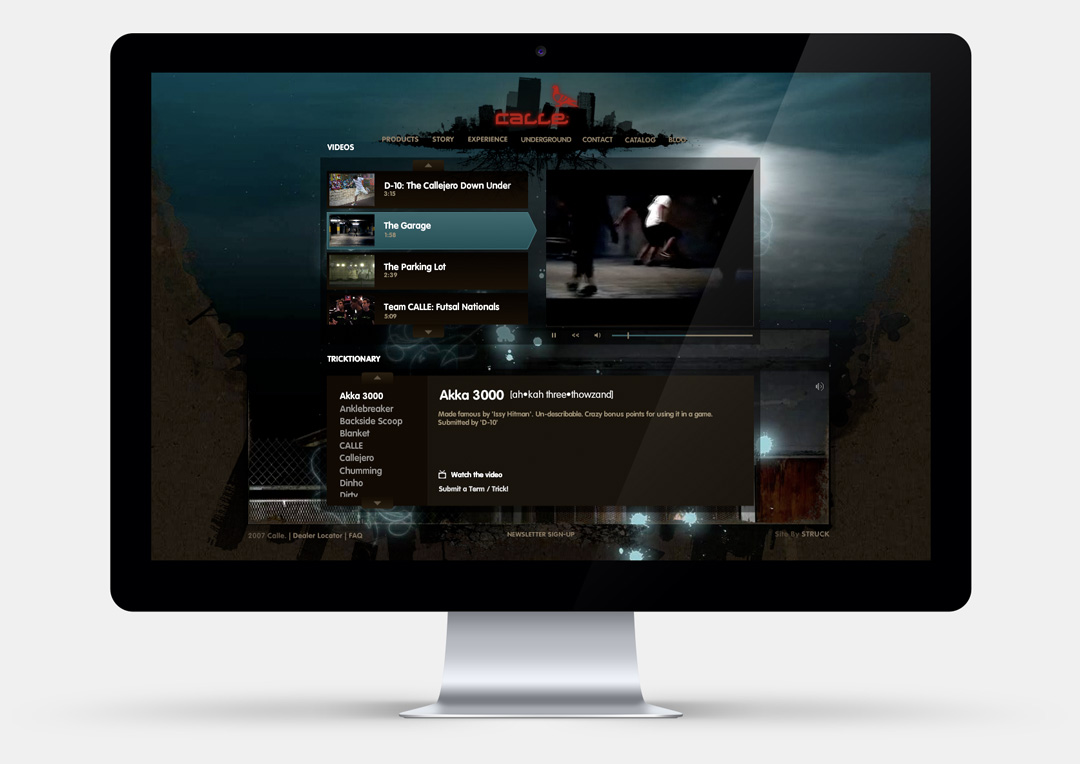 CALLE
PRODUCTS STORY EXPERIENCE UNDERGROUND CONTACT CATALOG BLOG
VIDEOS
D-10: The Callejero Down Under
3:15
The Garage
1:58
The Parking Lot
2:39
Team CALLE: Futsal Nationals
5:09
TRICKTIONARY
Akka 3000
Anklebreaker
Backside Scoop
Blanket
CALLE
Callejero
Chumming
Dinho
Dirty
Akka 3000 [ah•kah three•thowzand]
Made famous by 'Issy Hitman'. Un-describable. Crazy bonus points for using it in a game.
Submitted by 'D-10'
Watch the video
Submit a Term / Trick!
2007 Calle. | Dealer Locator | FAQ
NEWSLETTER SIGN-UP
Site By STRUCK